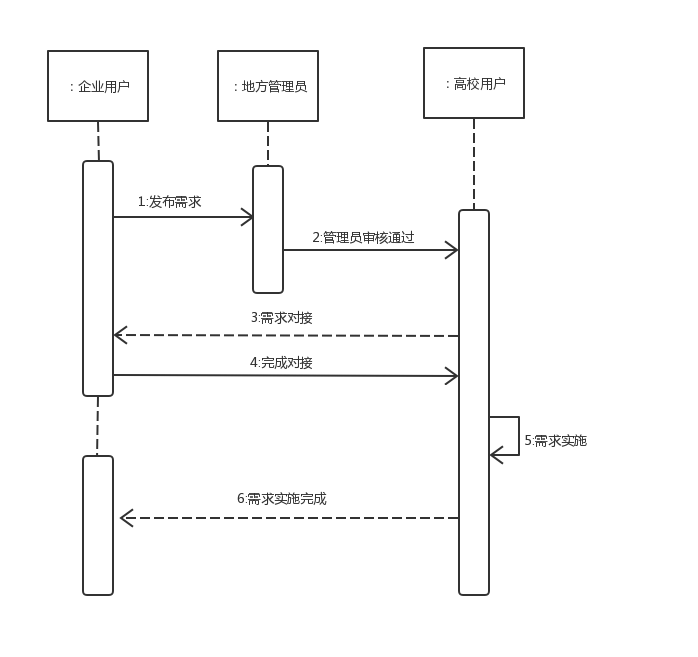 : 企业用户
: 地方管理员
: 高校用户
1:发布需求
2:管理员审核通过
3:需求对接
4:完成对接
5:需求实施
6:需求实施完成